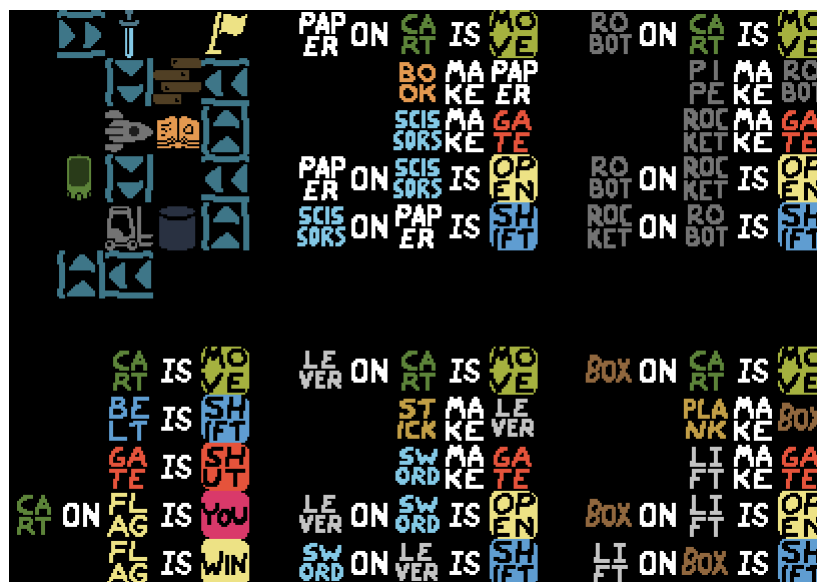 PAPER ON CART IS MOVE
ROBOT ON CART IS MOVE
BOOK MAKE PAPER
PIPE MAKE ROBOT
SCISSORS MAKE GATE
ROCKET MAKE GATE
PAPER ON SCISSORS IS OPEN
ROBOT ON ROCKET IS OPEN
SCISSORS ON PAPER IS SHIFT
ROCKET ON ROBOT IS SHIFT
CART IS MOVE
LEVER ON CART IS MOVE
BOX ON CART IS MOVE
BELT IS SHIFT
STICK MAKE LEVER
PLANK MAKE BOX
GATE IS SHUT
SWORD MAKE GATE
LIFT MAKE GATE
CART ON FLAG IS YOU
LEVER ON SWORD IS OPEN
BOX ON LIFT IS OPEN
FLAG IS WIN
SWORD ON LEVER IS SHIFT
LIFT ON BOX IS SHIFT